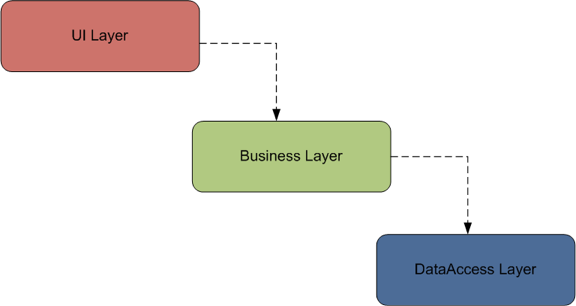 UI Layer
Business Layer
DataAccess Layer